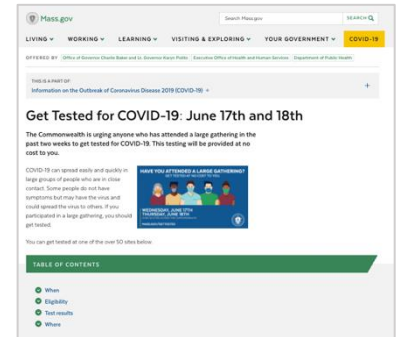 Mass.gov
Search Mass.gov
SEARCH
LIVING
WORKING
LEARNING
VISITING & EXPLORING
YOUR GOVERNMENT
COVID-19
OFFERED BY Office of Governor Charlie Baker and Lt. Governor Karyn Polito Executive Office of Health and Human Services Department of Public Health
THIS IS A PART OF:
Information on the Outbreak of Coronavirus Disease 2019 (COVID-19)
Get Tested for COVID-19: June 17th and 18th
The Commonwealth is urging anyone who has attended a large gathering in the
past two weeks to get tested for COVID-19. This testing will be provided at no
cost to you.
COVID-19 can spread easily and quickly in
large groups of people who are in close
contact. Some people do not have
symptoms but may have the virus and
could spread the virus to others. If you
participated in a large gathering, you should
get tested.
HAVE YOU ATTENDED A LARGE GATHERING?
GET TESTED AT NO COST TO YOU
WEDNESDAY, JUNE 17TH
THURSDAY, JUNE 18TH
You can get tested at one of the over 50 sites below.
TABLE OF CONTENTS
When
Eligibility
Test results
Where